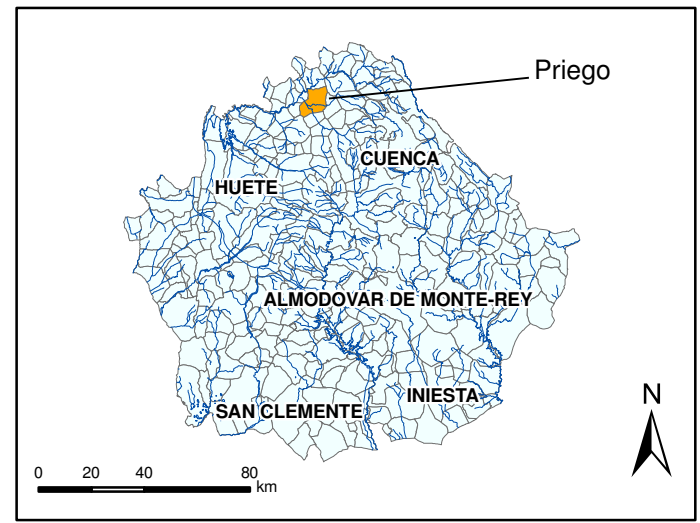 Priego
CUENCA
HUETE
ALMODOVAR DE MONTE-REY
INIESTA
SAN CLEMENTE
N
0 20 40 80
km